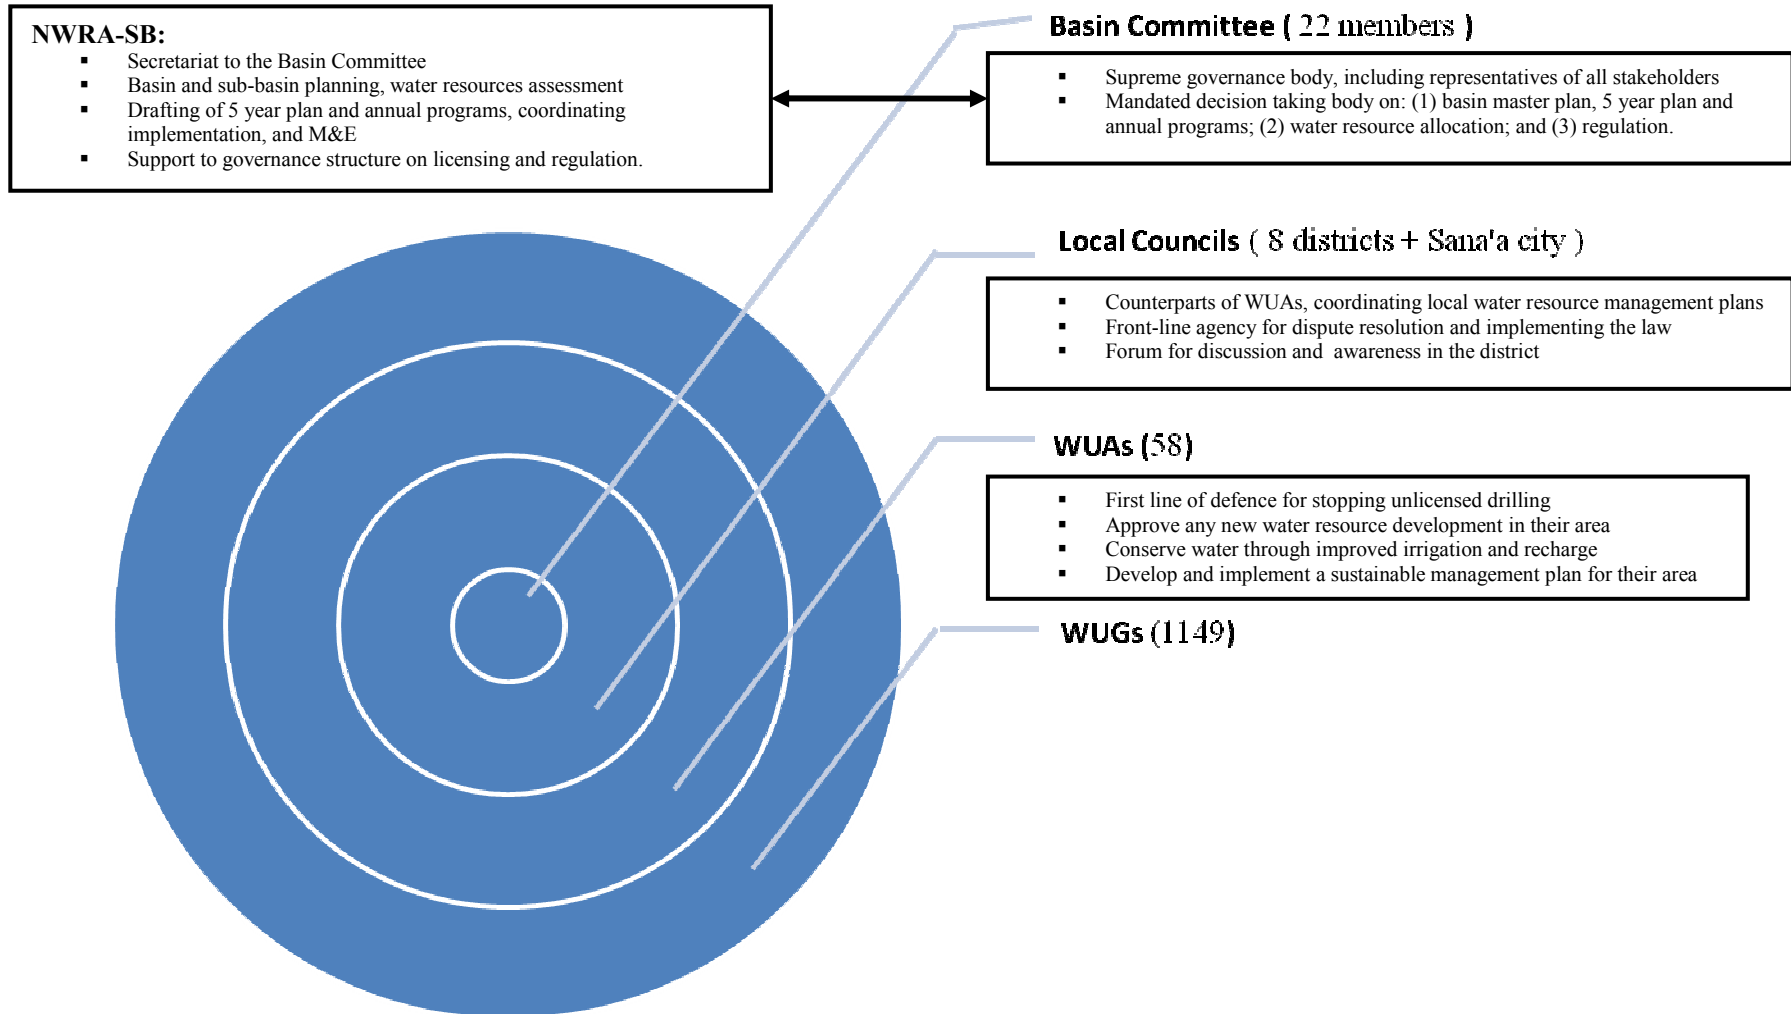 NWRA-SB:
▪ Secretariat to the Basin Committee
▪ Basin and sub-basin planning, water resources assessment
▪ Drafting of 5 year plan and annual programs, coordinating
implementation, and M&E
▪ Support to governance structure on licensing and regulation.
Basin Committee ( 22 members )
▪ Supreme governance body, including representatives of all stakeholders
▪ Mandated decision taking body on: (1) basin master plan, 5 year plan and
annual programs; (2) water resource allocation; and (3) regulation.
Local Councils ( 8 districts + Sana'a city )
▪ Counterparts of WUAs, coordinating local water resource management plans
▪ Front-line agency for dispute resolution and implementing the law
▪ Forum for discussion and awareness in the district
WUAs (58)
▪ First line of defence for stopping unlicensed drilling
▪ Approve any new water resource development in their area
▪ Conserve water through improved irrigation and recharge
▪ Develop and implement a sustainable management plan for their area
WUGs (1149)